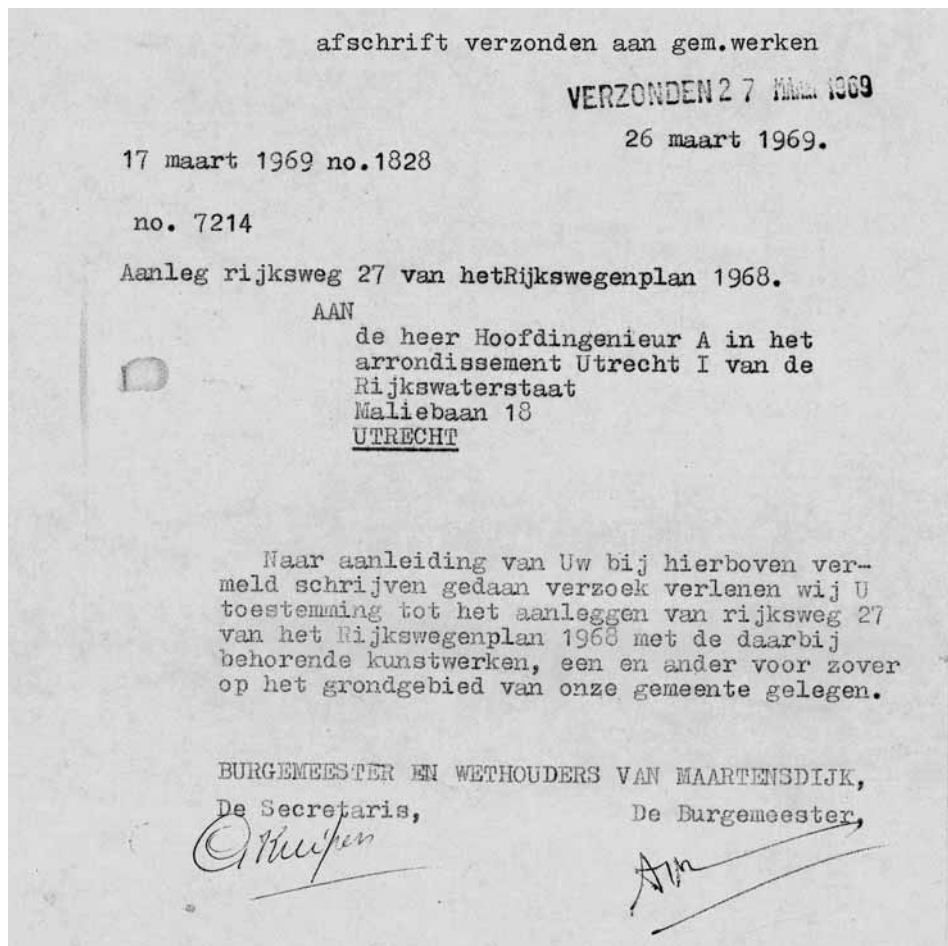 afschrift verzonden aan gem.werken
VERZONDEN 27 1969
26 maart 1969.
17 maart 1969 no.1828
no. 7214
Aanleg rijksweg 27 van hetRijkswegenplan 1968.
AAN
de heer Hoofdingenieur A in het
arrondissement Utrecht I van de
Rijkswaterstaat
Maliebaan 18
UTRECHT
Naar aanleiding van Uw bij hierboven ver-
meld schrijven gedaan verzoek verlenen wij U
toestemming tot het aanleggen van rijksweg 27
van het Rijkswegenplan 1968 met de daarbij
behorende kunstwerken, een en ander voor zover
op het grondgebied van onze gemeente gelegen.
BURGEMEESTER EN WETHOUDERS VAN MAARTENSDIJK,
De Secretaris, De Burgemeester,